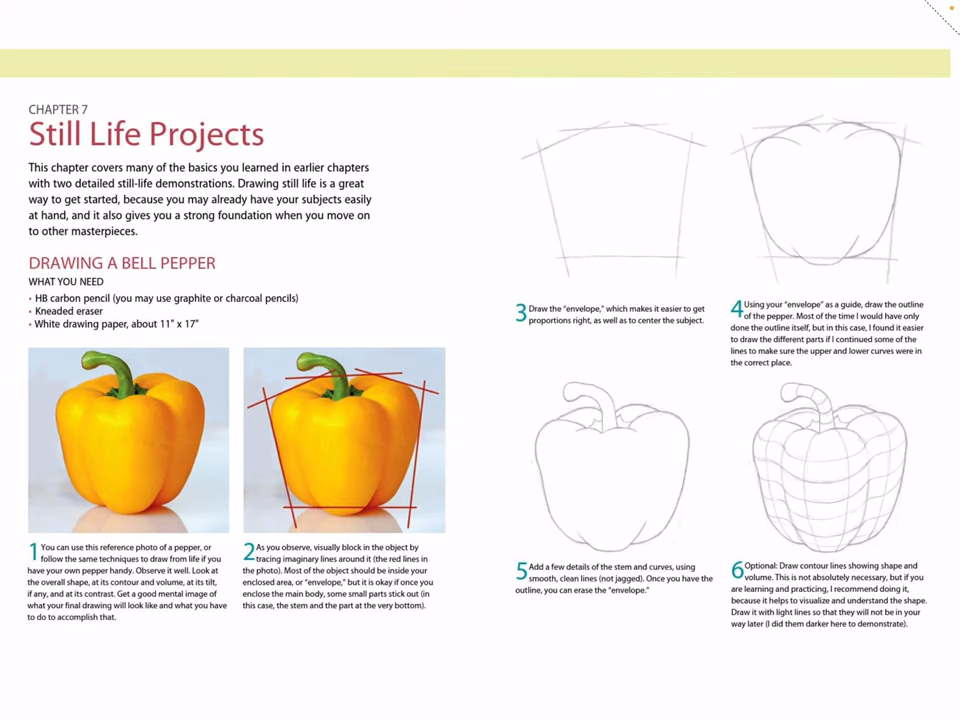 CHAPTER 7
Still Life Projects
This chapter covers many of the basics you learned in earlier chapters
with two detailed still-life demonstrations. Drawing still life is a great
way to get started, because you may already have your subjects easily
at hand, and it also gives you a strong foundation when you move on
to other masterpieces.
DRAWING A BELL PEPPER
WHAT YOU NEED
• HB carbon pencil (you may use graphite or charcoal pencils)
• Kneaded eraser
• White drawing paper, about 11" x 17"
1 You can use this reference photo of a pepper, or
follow the same techniques to draw from life if you
have your own pepper handy. Observe it well. Look at
the overall shape, at its contour and volume, at its tilt,
if any, and at its contrast. Get a good mental image of
what your final drawing will look like and what you have
to do to accomplish that.
2 As you observe, visually block in the object by
tracing imaginary lines around it (the red lines in
the photo). Most of the object should be inside your
enclosed area, or "envelope," but it is okay if once you
enclose the main body, some small parts stick out (in
this case, the stem and the part at the very bottom).
3 Draw the "envelope," which makes it easier to get
proportions right, as well as to center the subject.
4 Using your "envelope" as a guide, draw the outline
of the pepper. Most of the time I would have only
done the outline itself, but in this case, I found it easier
to draw the different parts if I continued some of the
lines to make sure the upper and lower curves were in
the correct place.
5 Add a few details of the stem and curves, using
smooth, clean lines (not jagged). Once you have the
outline, you can erase the "envelope."
6 Optional: Draw contour lines showing shape and
volume. This is not absolutely necessary, but if you
are learning and practicing, I recommend doing it,
because it helps to visualize and understand the shape.
Draw it with light lines so that they will not be in your
way later (I did them darker here to demonstrate).